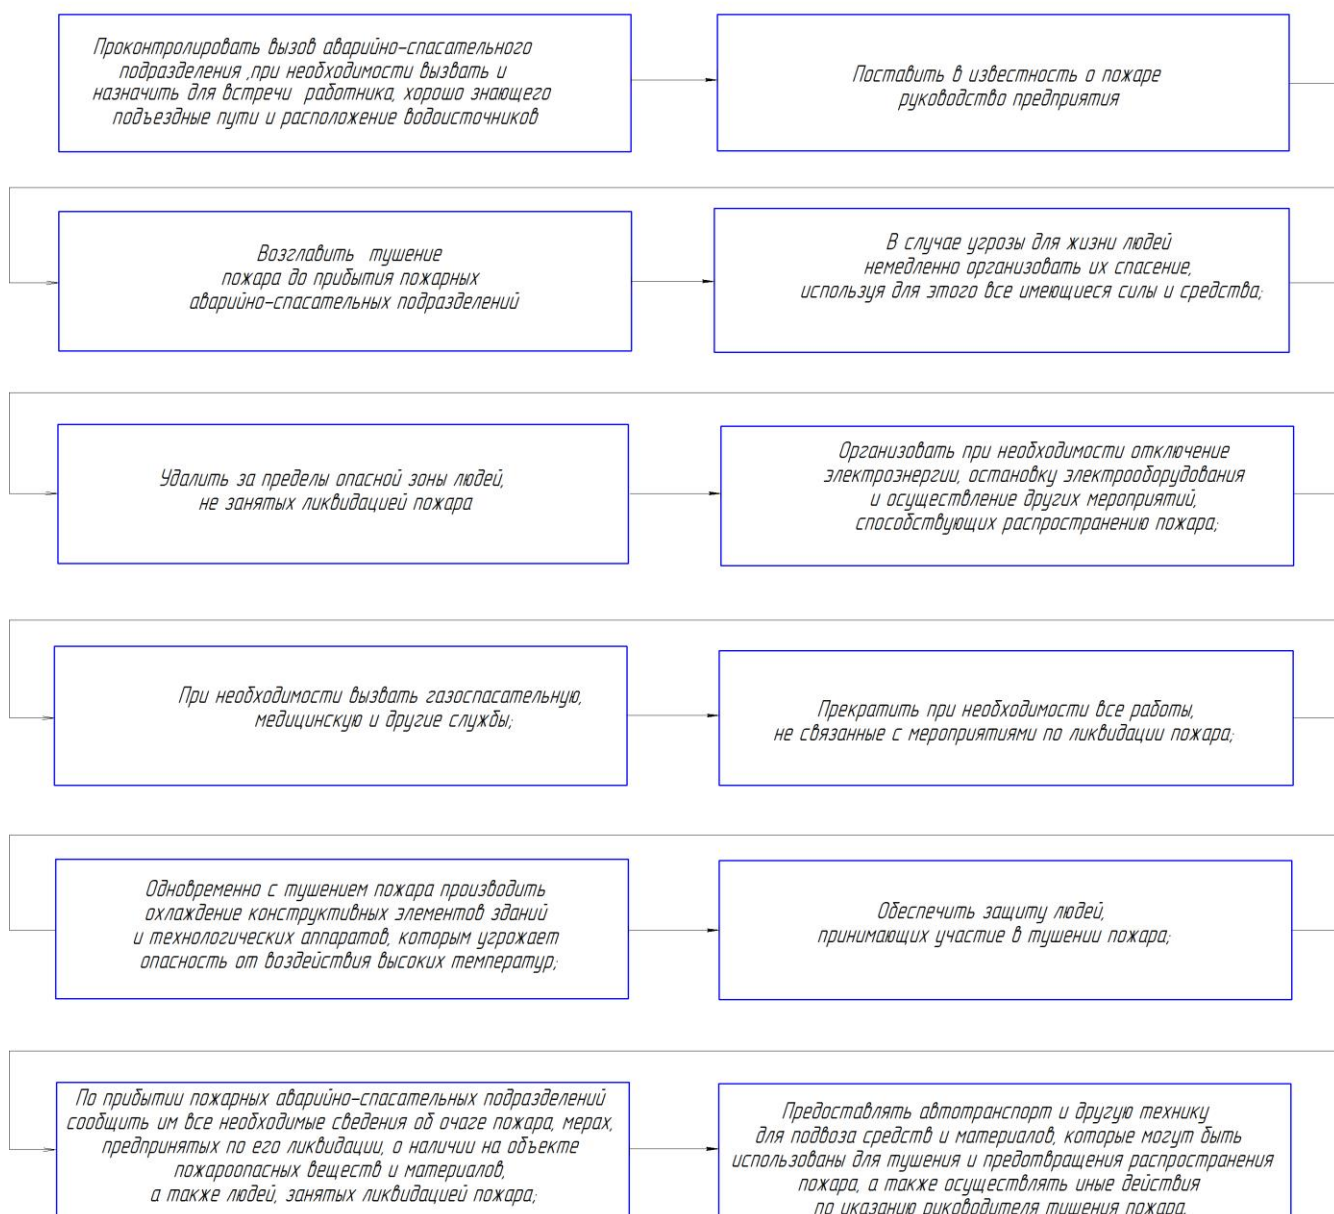 Проконтролировать вызов аварийно-спасательного
подразделения ,при необходимости вызвать и
назначить для встречи работника, хорошо знающего
подъездные пути и расположение водоисточников
Поставить в известность о пожаре
руководство предприятия
Возглавить тушение
пожара до прибытия пожарных
аварийно-спасательных подразделений
В случае угрозы для жизни людей
немедленно организовать их спасение,
используя для этого все имеющиеся силы и средства;
Удалить за пределы опасной зоны людей,
не занятых ликвидацией пожара
Организовать при необходимости отключение
электроэнергии, остановку электрооборудования
и осуществление других мероприятий,
способствующих распространению пожара;
При необходимости вызвать газоспасательную,
медицинскую и другие службы;
Прекратить при необходимости все работы,
не связанные с мероприятиями по ликвидации пожара;
Одновременно с тушением пожара производить
охлаждение конструктивных элементов зданий
и технологических аппаратов, которым угрожает
опасность от воздействия высоких температур;
Обеспечить защиту людей,
принимающих участие в тушении пожара;
По прибытии пожарных аварийно-спасательных подразделений
сообщить им все необходимые сведения об очаге пожара, мерах,
предпринятых по его ликвидации, о наличии на объекте
пожароопасных веществ и материалов,
а также людей, занятых ликвидацией пожара;
Предоставлять автотранспорт и другую технику
для подвоза средств и материалов, которые могут быть
использованы для тушения и предотвращения распространения
пожара, а также осуществлять иные действия
по указанию руководителя тушения пожара.